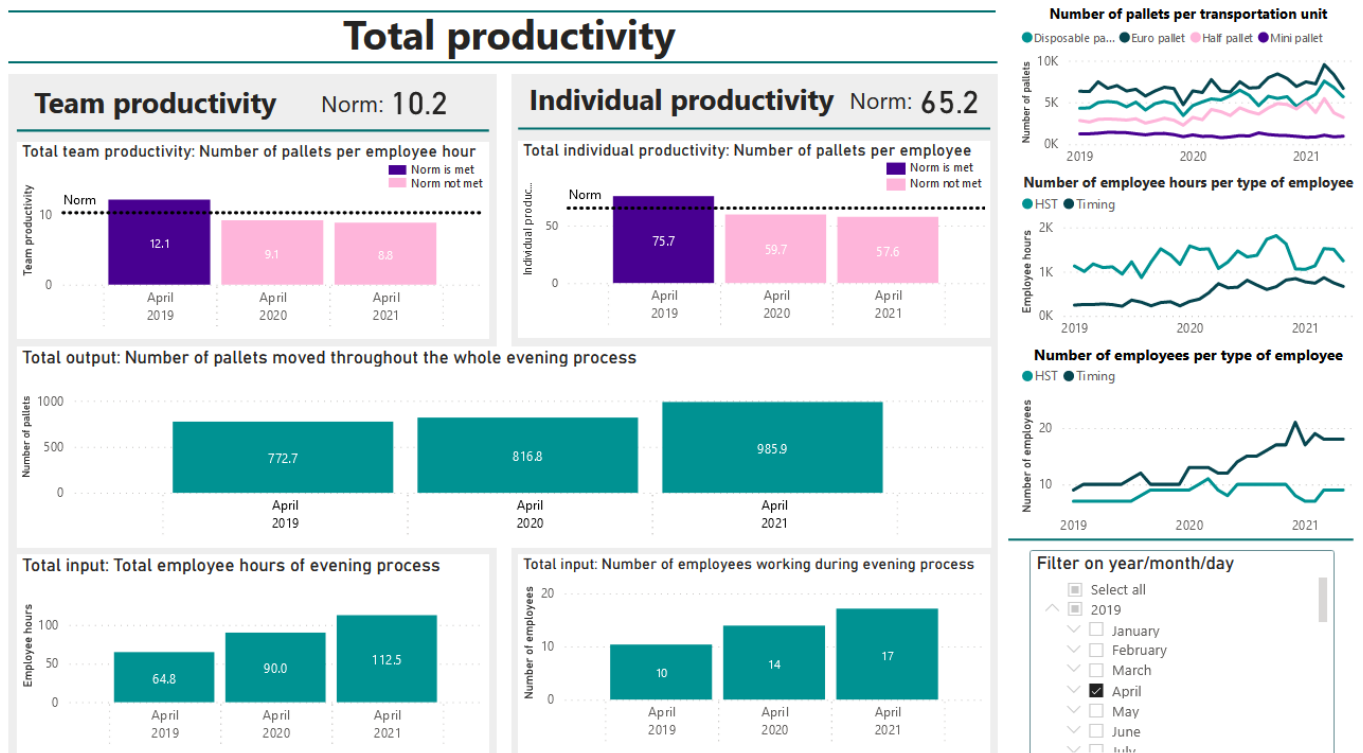 Total productivity
Team productivity Norm: 10.2
Total team productivity: Number of pallets per employee hour
Norm is met
Norm not met
Team productivity
Norm
10
0
12.1
9.1
8.8
April
2019
April
2020
April
2021
Individual productivity Norm: 65.2
Total individual productivity: Number of pallets per employee
Norm is met
Norm not met
Individual produc...
Norm
50
0
75.7
59.7
57.6
April
2019
April
2020
April
2021
Total output: Number of pallets moved throughout the whole evening process
Number of pallets
1000
500
0
772.7
816.8
985.9
April
2019
April
2020
April
2021
Total input: Total employee hours of evening process
Employee hours
100
50
0
64.8
90.0
112.5
April
2019
April
2020
April
2021
Total input: Number of employees working during evening process
Number of employees
20
10
0
10
14
17
April
2019
April
2020
April
2021
Number of pallets per transportation unit
Disposable pa... Euro pallet Half pallet Mini pallet
Number of pallets
10K
5K
0K
2019 2020 2021
Number of employee hours per type of employee
HST Timing
Employee hours
2K
1K
0K
2019 2020 2021
Number of employees per type of employee
HST Timing
Number of employees
20
10
2019 2020 2021
Filter on year/month/day
Select all
2019
January
February
March
April
May
June
July